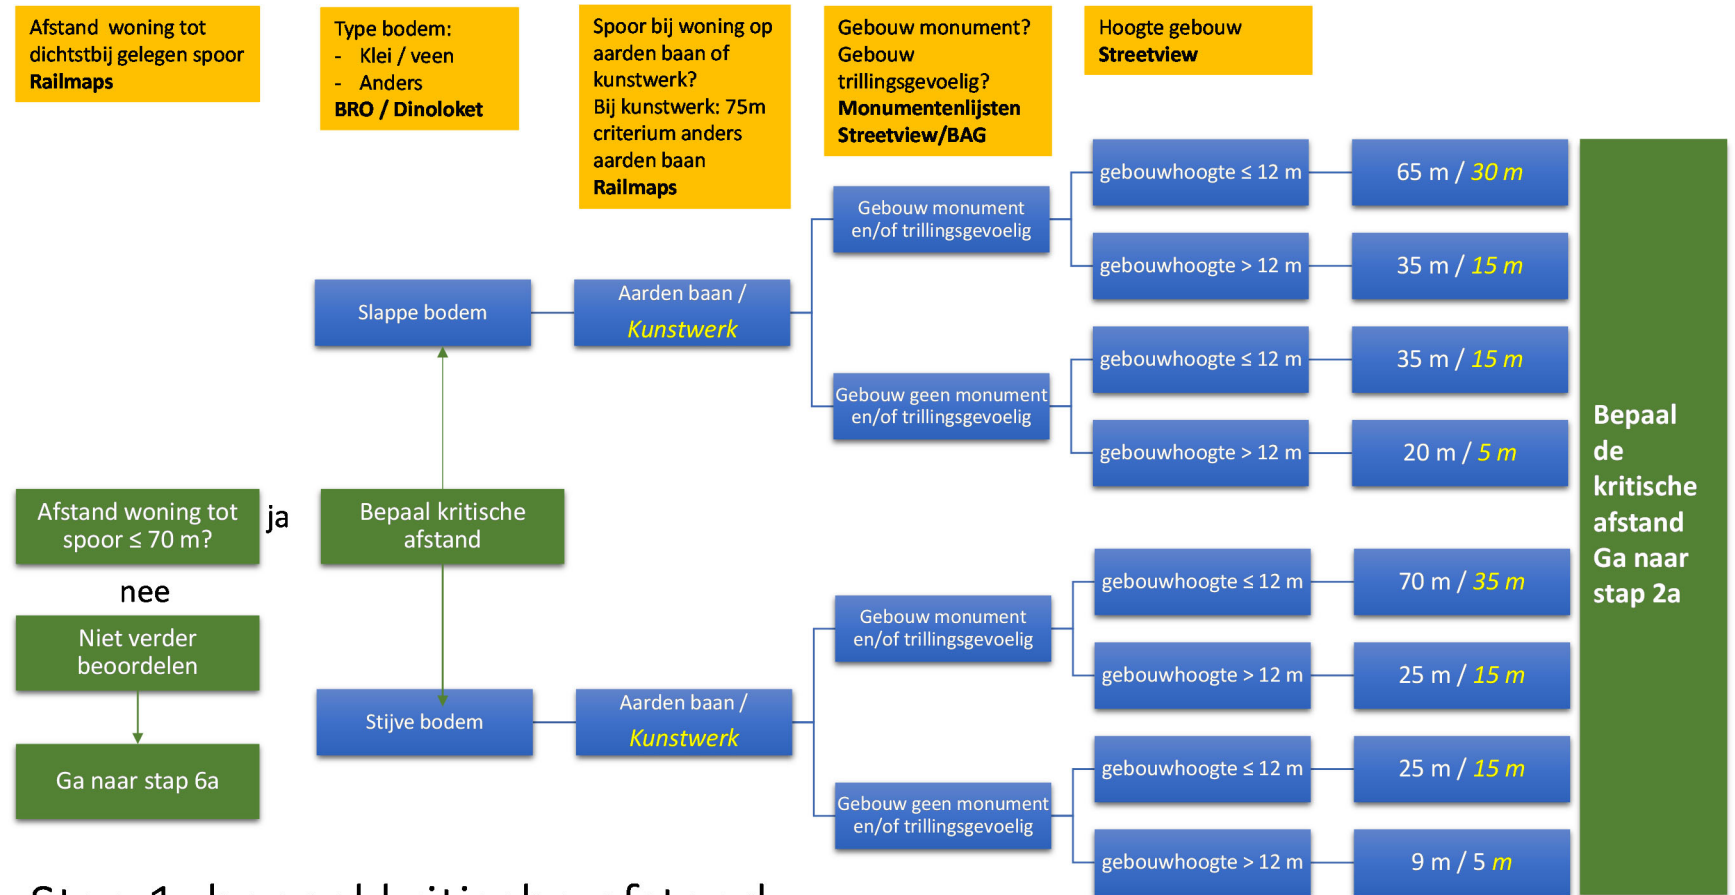 Afstand woning tot
dichtstbij gelegen spoor
Railmaps
Type bodem:
- Klei / veen
- Anders
BRO / Dinoloket
Spoor bij woning op
aarden baan of
kunstwerk?
Bij kunstwerk: 75m
criterium anders
aarden baan
Railmaps
Gebouw monument?
Gebouw
trillingsgevoelig?
Monumentenlijsten
Streetview/BAG
Hoogte gebouw
Streetview
Afstand woning tot
spoor ≤ 70 m?
ja
nee
Niet verder
beoordelen
Ga naar stap 6a
Bepaal kritische
afstand
Slappe bodem
Aarden baan /
Kunstwerk
Gebouw monument
en/of trillingsgevoelig
gebouwhoogte ≤ 12 m
65 m / 30 m
gebouwhoogte > 12 m
35 m / 15 m
Gebouw geen monument
en/of trillingsgevoelig
gebouwhoogte ≤ 12 m
35 m / 15 m
gebouwhoogte > 12 m
20 m / 5 m
Stijve bodem
Aarden baan /
Kunstwerk
Gebouw monument
en/of trillingsgevoelig
gebouwhoogte ≤ 12 m
70 m / 35 m
gebouwhoogte > 12 m
25 m / 15 m
Gebouw geen monument
en/of trillingsgevoelig
gebouwhoogte ≤ 12 m
25 m / 15 m
gebouwhoogte > 12 m
9 m / 5 m
Bepaal
de
kritische
afstand
Ga naar
stap 2a
Stap 1: bepaal kritische afstand